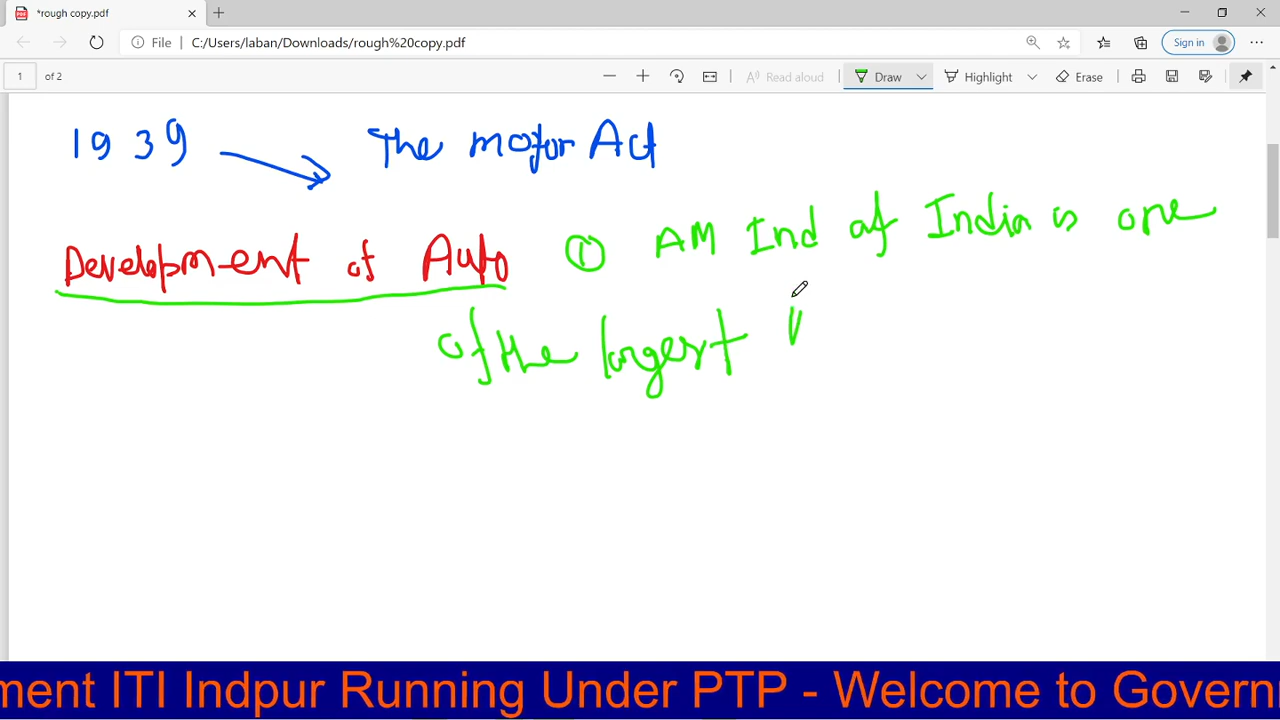 *rough copy.pdf
File C:/Users/laban/Downloads/rough%20copy.pdf Sign in
1 of 2 Read aloud Draw Highlight Erase
1939 The motor Act
Development of Auto ① AM Ind of India is one
of the largest
ment ITI Indpur Running Under PTP - Welcome to Govern